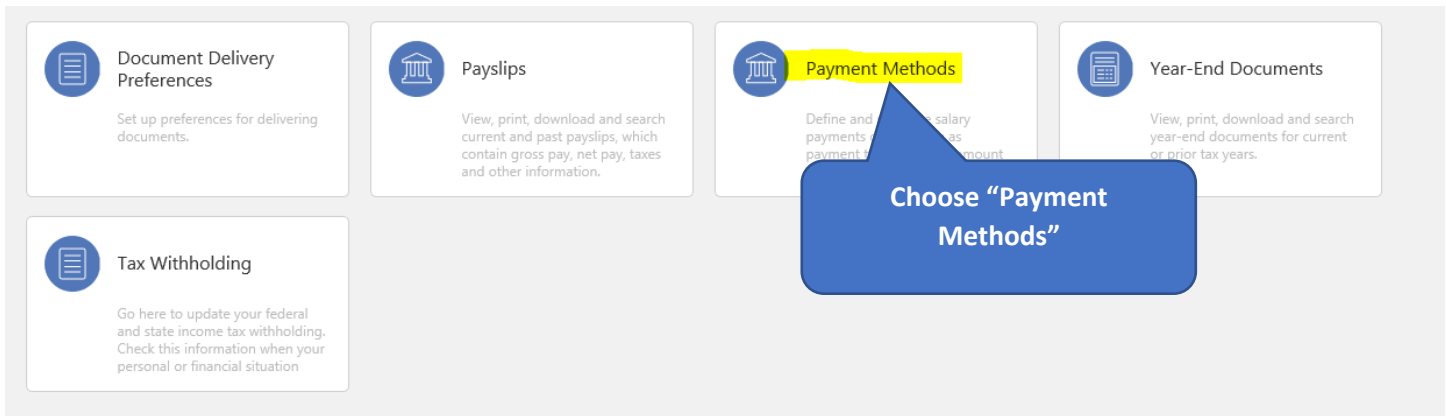 Document Delivery
Preferences
Set up preferences for delivering
documents.
Payslips
View, print, download and search
current and past payslips, which
contain gross pay, net pay, taxes
and other information.
Payment Methods
Define and salary
payments as
payment
Year-End Documents
View, print, download and search
year-end documents for current
or prior tax years.
Choose “Payment
Methods”
Tax Withholding
Go here to update your federal
and state income tax withholding.
Check this information when your
personal or financial situation